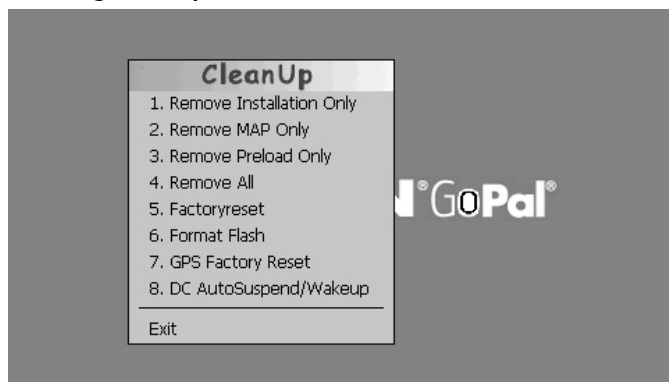 CleanUp
1. Remove Installation Only
2. Remove MAP Only
3. Remove Preload Only
4. Remove All
5. Factoryreset
6. Format Flash
7. GPS Factory Reset
8. DC AutoSuspend/Wakeup
Exit
N®GoPal®